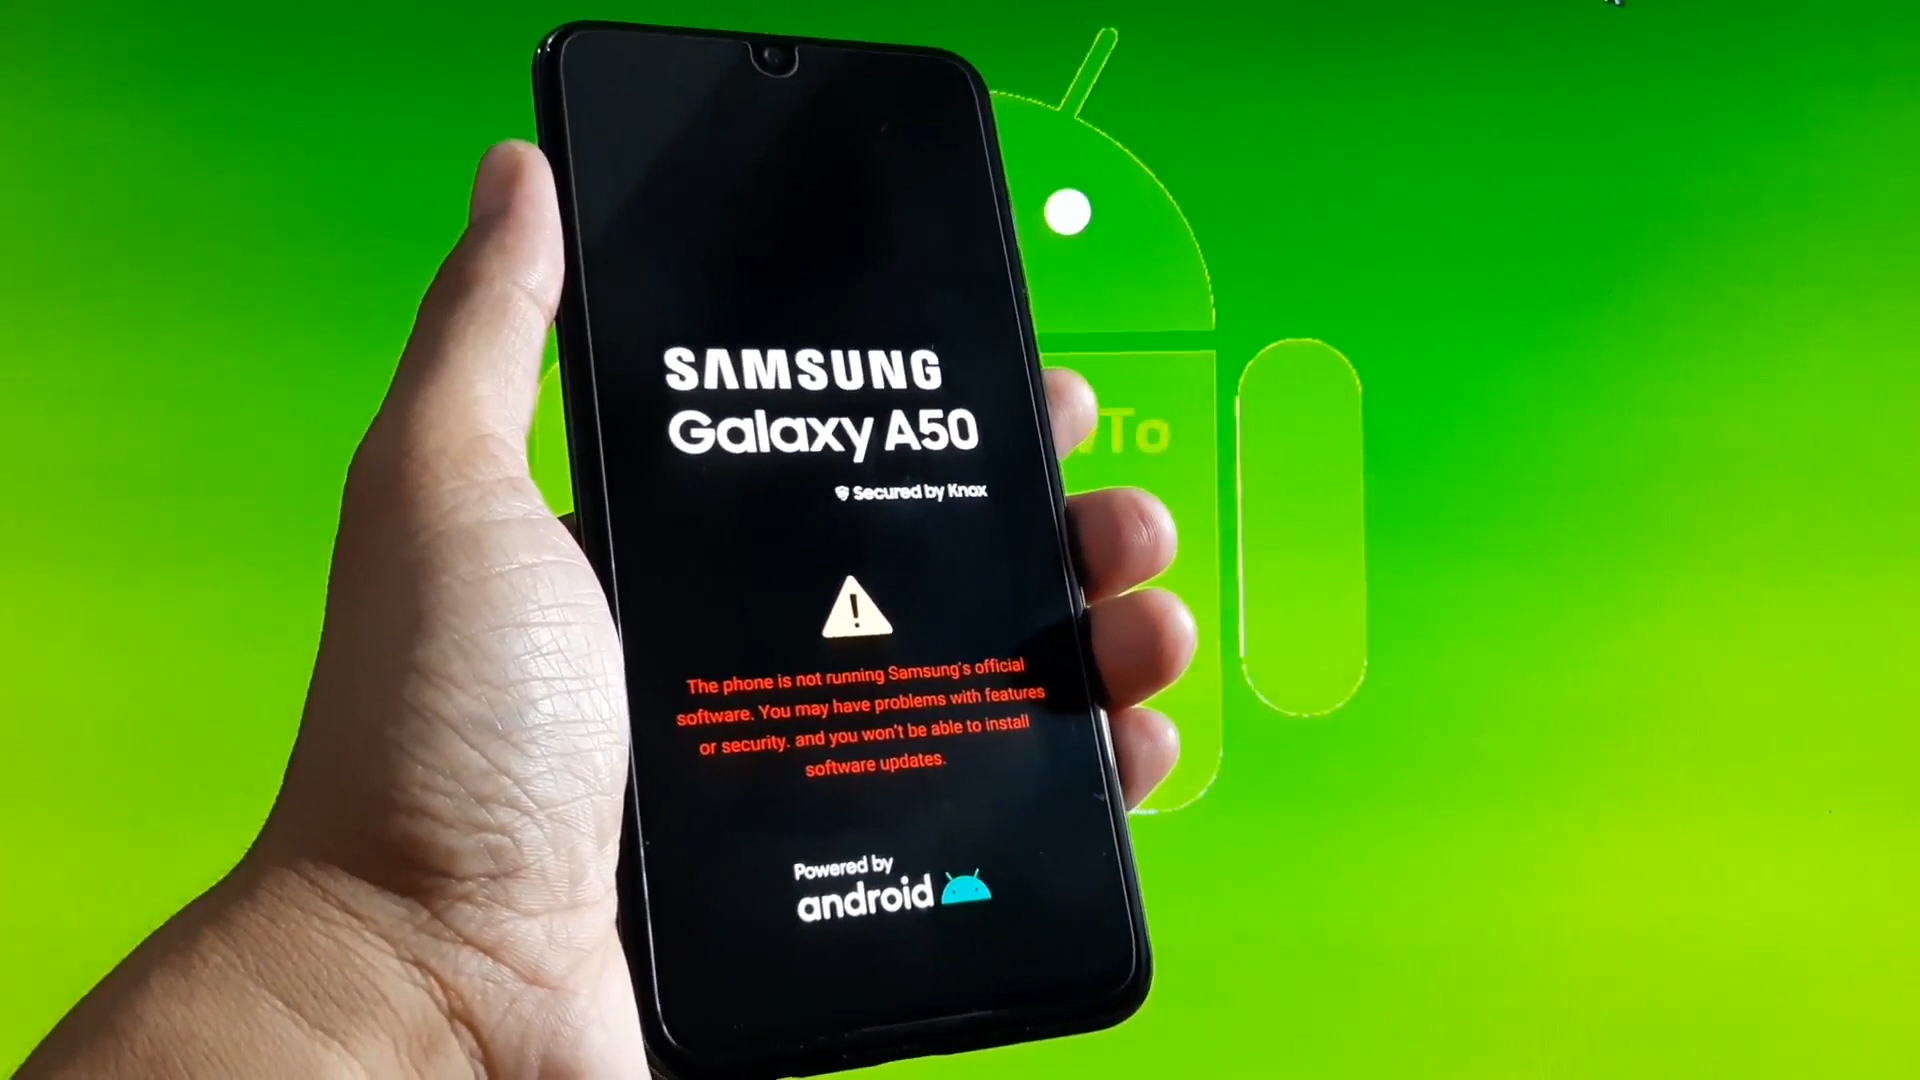 SAMSUNG
Galaxy A50
Secured by Knox
The phone is not running Samsung's official
software. You may have problems with features
or security. and you won't be able to install
software updates.
Powered by
android
To